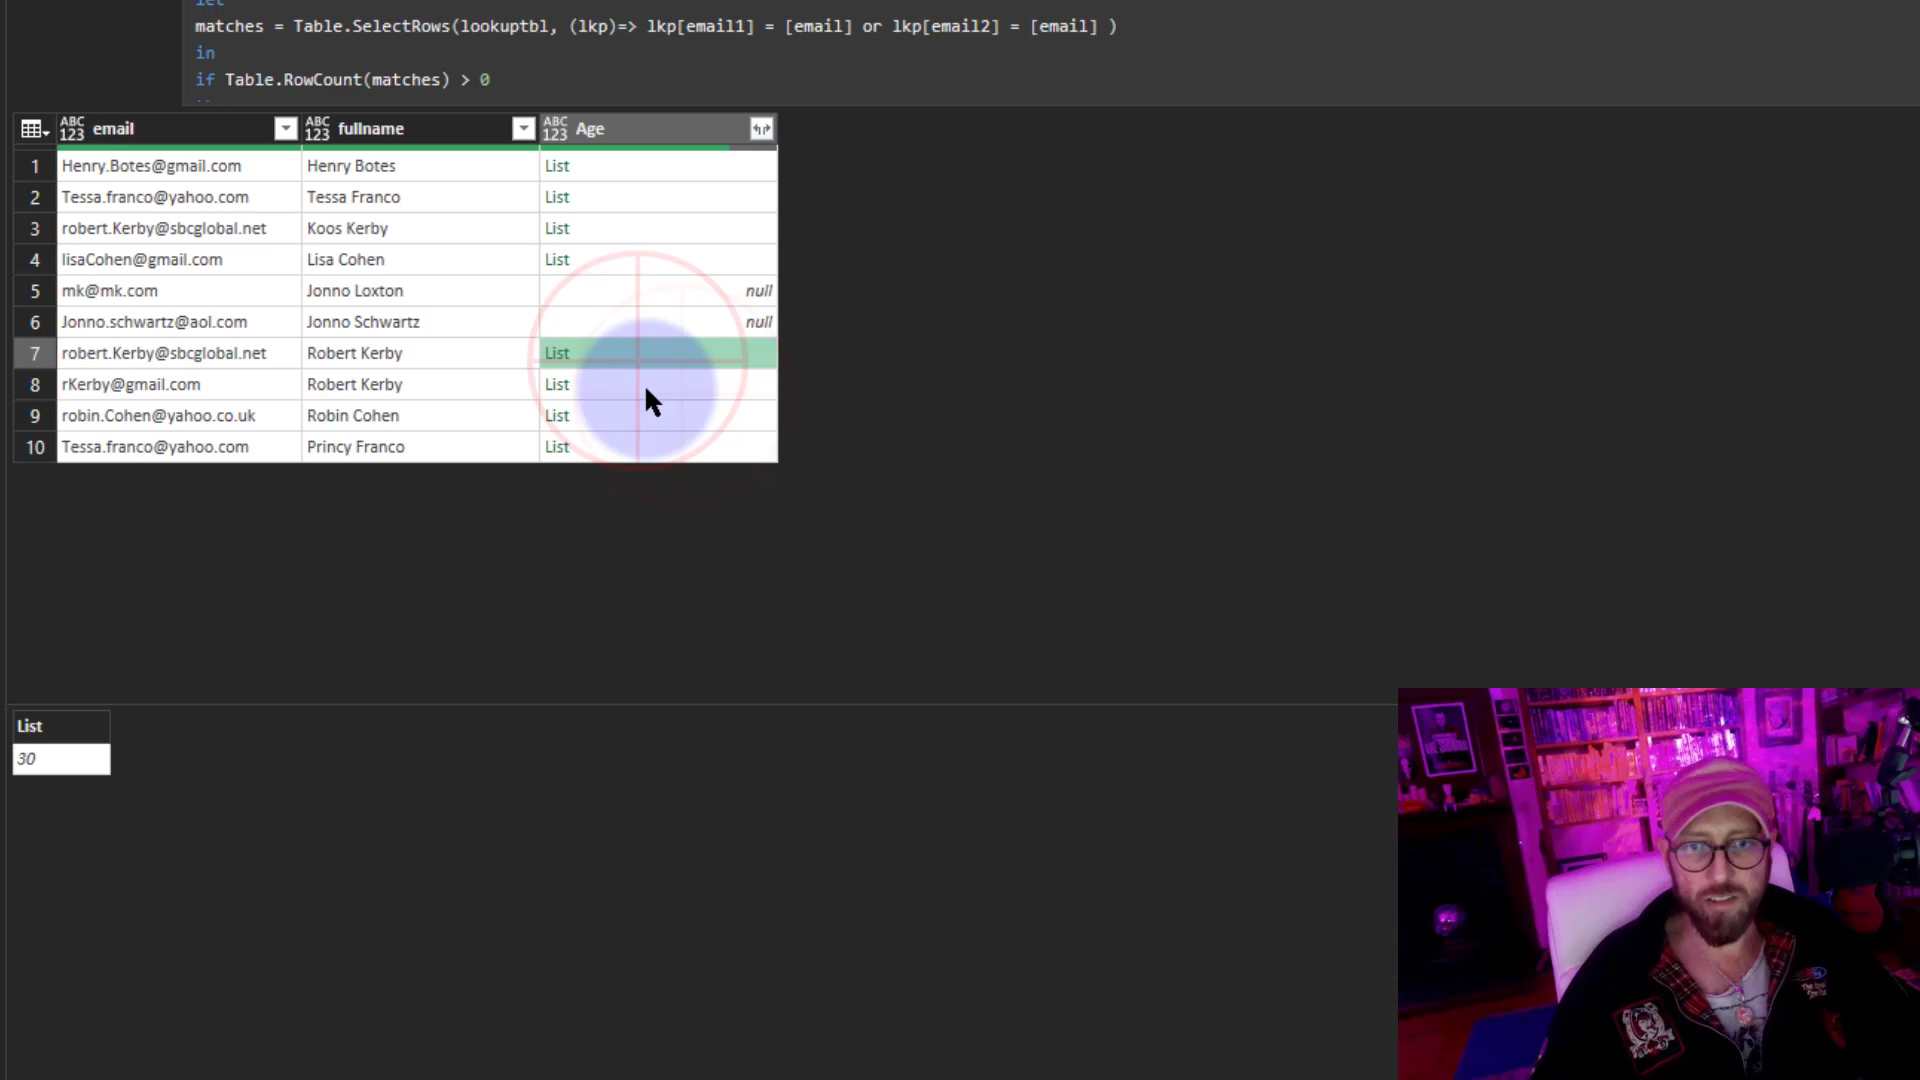 let
matches = Table.SelectRows(lookuptbl, (lkp)=> lkp[email1] = [email] or lkp[email2] = [email] )
in
if Table.RowCount(matches) > 0
ABC 123 email ABC 123 fullname ABC 123 Age
1 Henry.Botes@gmail.com Henry Botes List
2 Tessa.franco@yahoo.com Tessa Franco List
3 robert.Kerby@sbcglobal.net Koos Kerby List
4 lisaCohen@gmail.com Lisa Cohen List
5 mk@mk.com Jonno Loxton null
6 Jonno.schwartz@aol.com Jonno Schwartz null
7 robert.Kerby@sbcglobal.net Robert Kerby List
8 rKerby@gmail.com Robert Kerby List
9 robin.Cohen@yahoo.co.uk Robin Cohen List
10 Tessa.franco@yahoo.com Princy Franco List
List
30